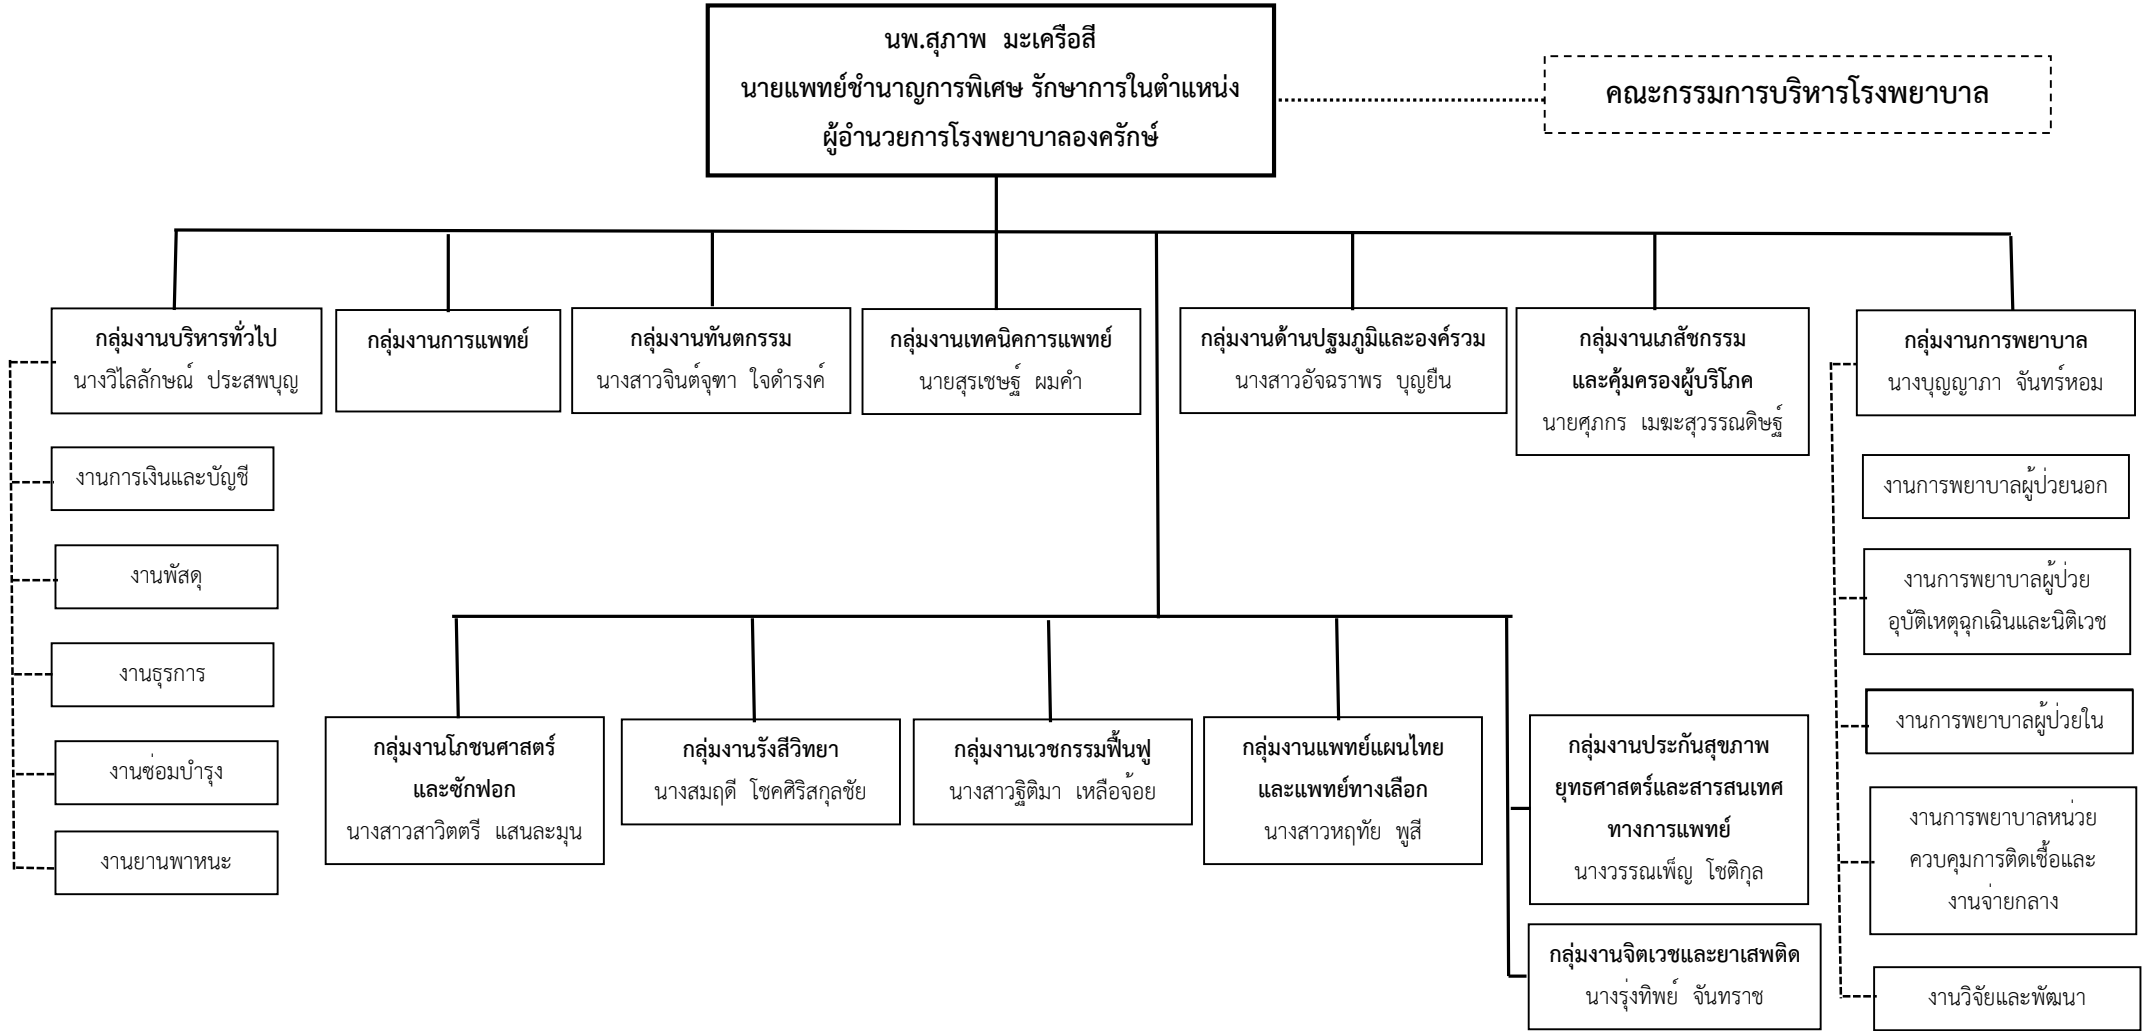 นพ.สุภาพ มะเครือสี
นายแพทย์ชำนาญการพิเศษ รักษาการในตำแหน่ง
ผู้อำนวยการโรงพยาบาลองครักษ์
คณะกรรมการบริหารโรงพยาบาล
กลุ่มงานบริหารทั่วไป
นางวิไลลักษณ์ ประสพบุญ
กลุ่มงานการแพทย์
กลุ่มงานทันตกรรม
นางสาวจินต์จุฑา ใจดำรงค์
กลุ่มงานเทคนิคการแพทย์
นายสุรเชษฐ์ ผมคำ
กลุ่มงานด้านปฐมภูมิและองค์รวม
นางสาวอัจฉราพร บุญยืน
กลุ่มงานเภสัชกรรม
และคุ้มครองผู้บริโภค
นายศุภกร เมฆะสุวรรณดิษฐ์
กลุ่มงานการพยาบาล
นางบุญญาภา จันทร์หอม
งานการเงินและบัญชี
งานพัสดุ
งานธุรการ
งานซ่อมบำรุง
งานยานพาหนะ
งานการพยาบาลผู้ป่วยนอก
งานการพยาบาลผู้ป่วย
อุบัติเหตุฉุกเฉินและนิติเวช
งานการพยาบาลผู้ป่วยใน
งานการพยาบาลหน่วย
ควบคุมการติดเชื้อและ
งานจ่ายกลาง
งานวิจัยและพัฒนา
กลุ่มงานโภชนศาสตร์
และซักฟอก
นางสาวสาวิตตรี แสนละมุน
กลุ่มงานรังสีวิทยา
นางสมฤดี โชคศิริสกุลชัย
กลุ่มงานเวชกรรมฟื้นฟู
นางสาวฐิติมา เหลือจ้อย
กลุ่มงานแพทย์แผนไทย
และแพทย์ทางเลือก
นางสาวหฤทัย พูสี
กลุ่มงานประกันสุขภาพ
ยุทธศาสตร์และสารสนเทศ
ทางการแพทย์
นางวรรณเพ็ญ โชติกุล
กลุ่มงานจิตเวชและยาเสพติด
นางรุ่งทิพย์ จันทราช